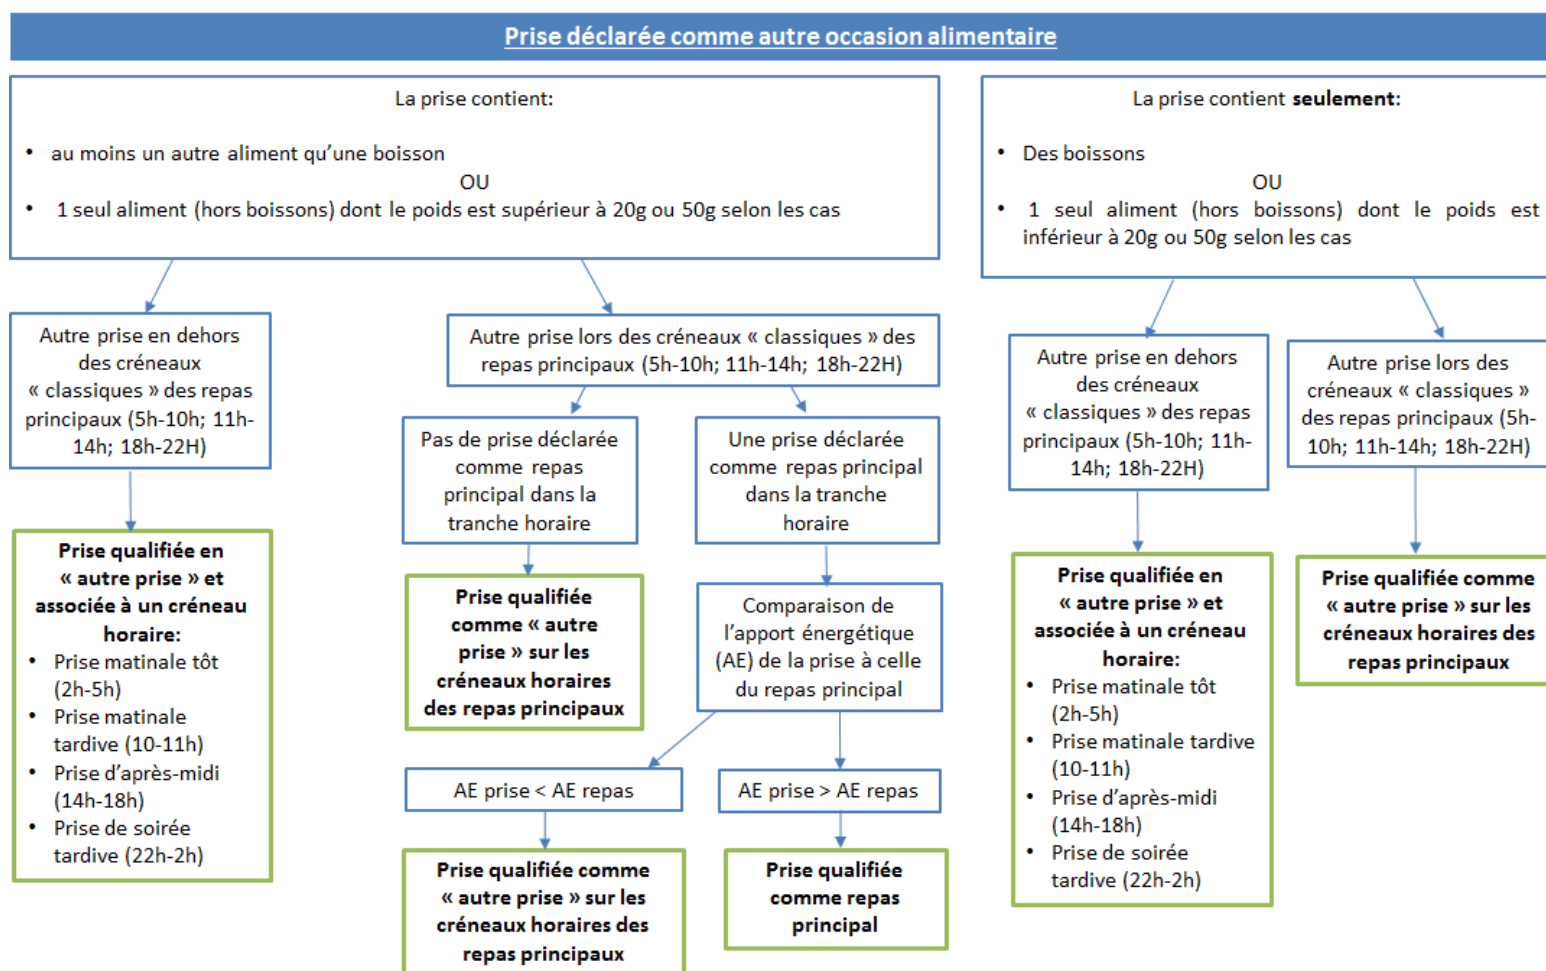 Prise déclarée comme autre occasion alimentaire
La prise contient:
• au moins un autre aliment qu’une boisson
OU
• 1 seul aliment (hors boissons) dont le poids est supérieur à 20g ou 50g selon les cas
La prise contient seulement:
• Des boissons
OU
• 1 seul aliment (hors boissons) dont le poids est
inférieur à 20g ou 50g selon les cas
Autre prise en dehors
des créneaux
« classiques » des repas
principaux (5h-10h; 11h-
14h; 18h-22H)
Autre prise lors des créneaux « classiques » des
repas principaux (5h-10h; 11h-14h; 18h-22H)
Autre prise en dehors
des créneaux
« classiques » des repas
principaux (5h-10h; 11h-
14h; 18h-22H)
Autre prise lors des
créneaux « classiques »
des repas principaux (5h-
10h; 11h-14h; 18h-22H)
Pas de prise déclarée
comme repas
principal dans la
tranche horaire
Une prise déclarée
comme repas principal
dans la tranche
horaire
Prise qualifiée en
« autre prise » et
associée à un créneau
horaire:
• Prise matinale tôt
(2h-5h)
• Prise matinale
tardive (10-11h)
• Prise d’après-midi
(14h-18h)
• Prise de soirée
tardive (22h-2h)
Prise qualifiée
comme « autre
prise » sur les
créneaux horaires
des repas principaux
Comparaison de
l’apport énergétique
(AE) de la prise à celle
du repas principal
Prise qualifiée en
« autre prise » et
associée à un créneau
horaire:
• Prise matinale tôt
(2h-5h)
• Prise matinale tardive
(10-11h)
• Prise d’après-midi
(14h-18h)
• Prise de soirée
tardive (22h-2h)
Prise qualifiée comme
« autre prise » sur les
créneaux horaires des
repas principaux
AE prise < AE repas
AE prise > AE repas
Prise qualifiée comme
« autre prise » sur les
créneaux horaires des
repas principaux
Prise qualifiée
comme repas
principal